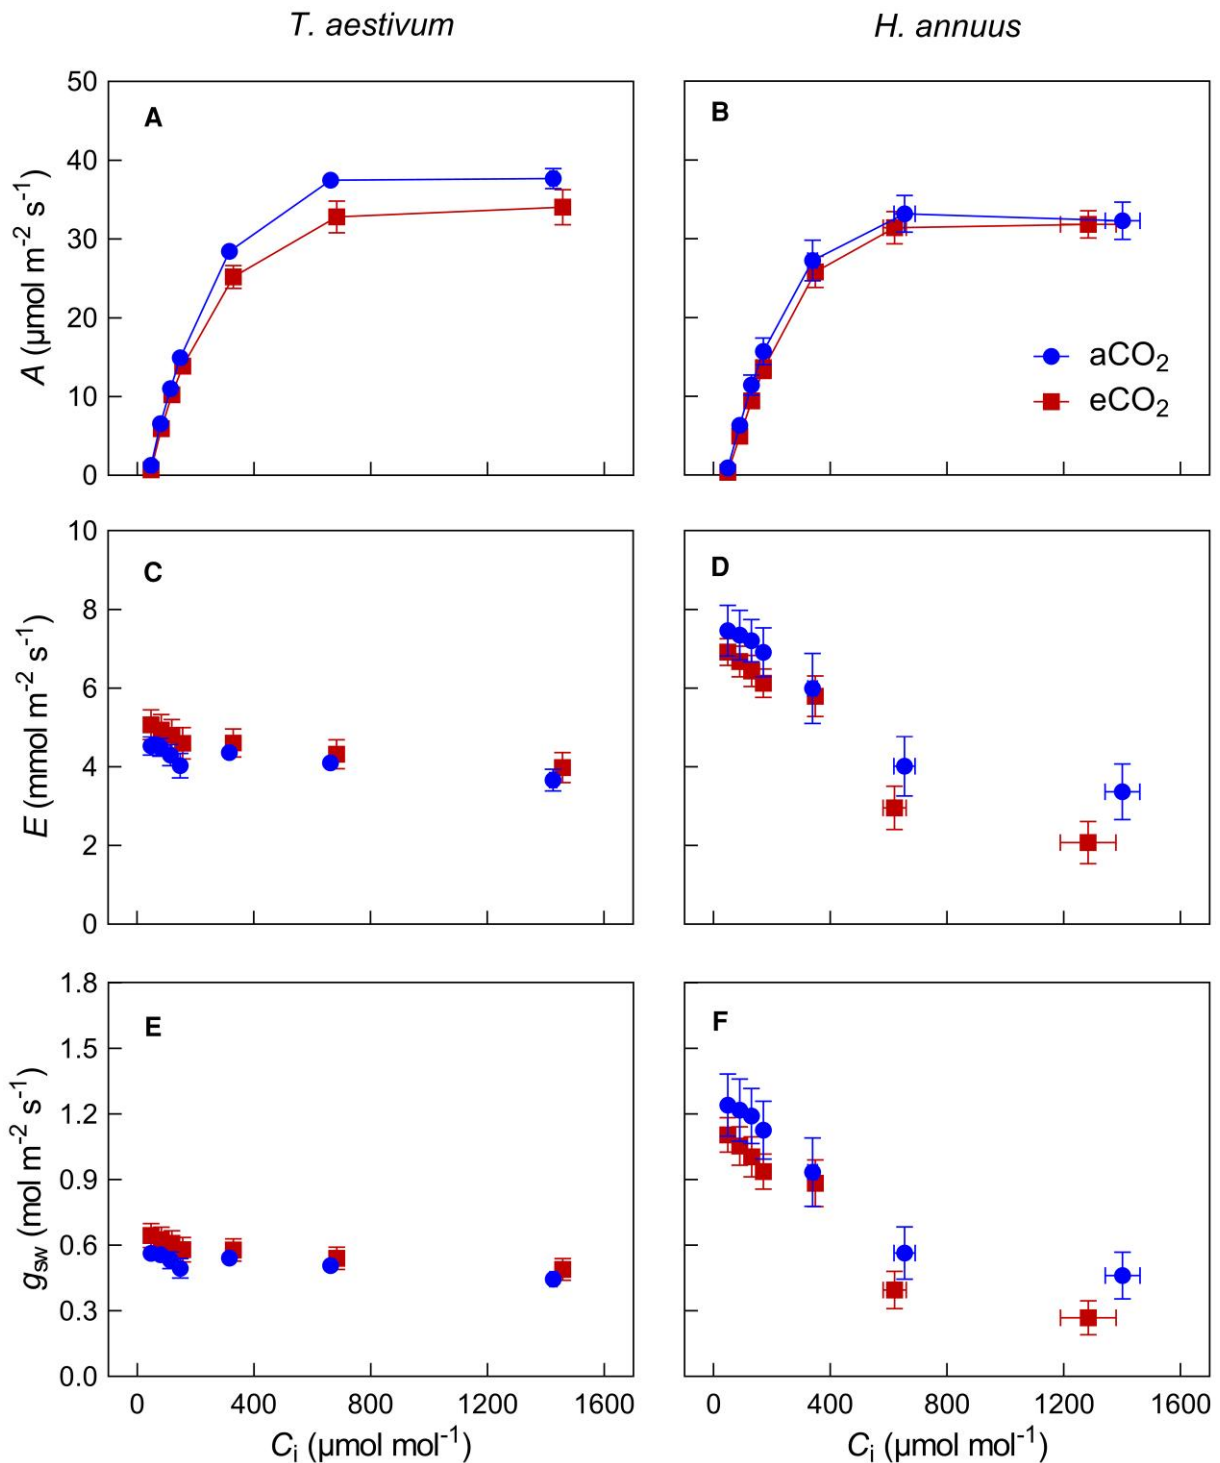 T. aestivum
H. annuus
A
B
50
40
30
20
10
0
A (µmol m⁻² s⁻¹)
aCO₂
eCO₂
C
D
10
8
6
4
2
0
E (mmol m⁻² s⁻¹)
E
F
1.8
1.5
1.2
0.9
0.6
0.3
0.0
gsw (mol m⁻² s⁻¹)
0 400 800 1200 1600
0 400 800 1200 1600
Cᵢ (µmol mol⁻¹)
Cᵢ (µmol mol⁻¹)